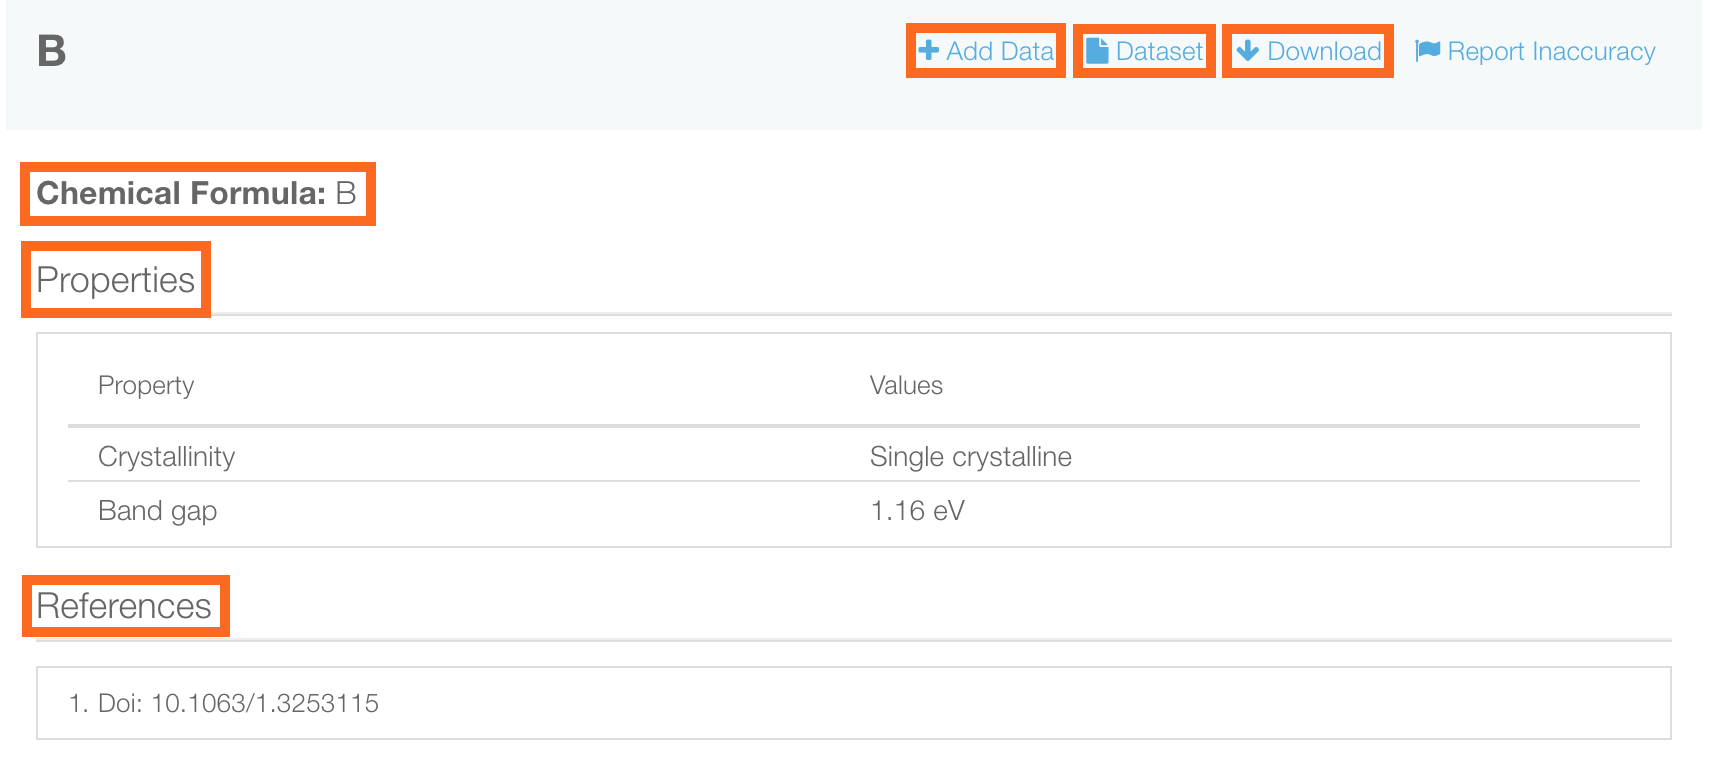 B
Add Data Dataset Download Report Inaccuracy
Chemical Formula: B
Properties
Property Values
Crystallinity Single crystalline
Band gap 1.16 eV
References
1. Doi: 10.1063/1.3253115